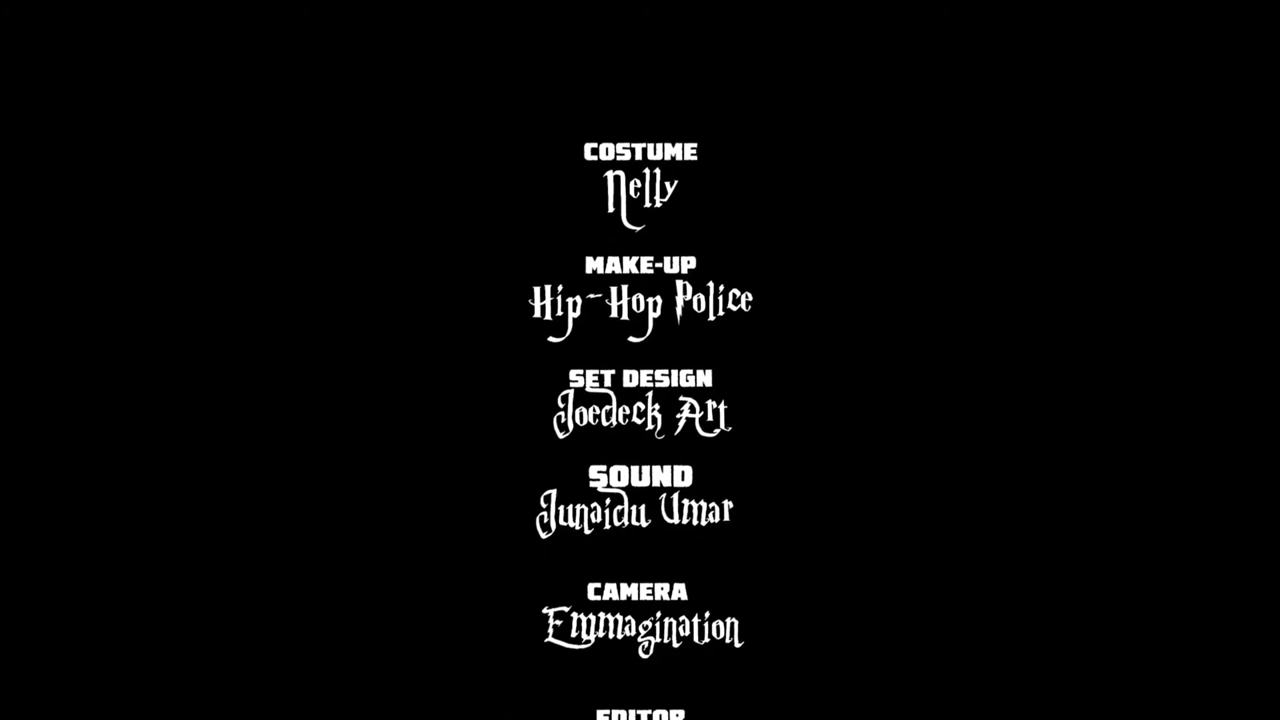 COSTUME
Nelly
MAKE-UP
Hip-Hop Police
SET DESIGN
Joedeck Art
SOUND
Junaidu Umar
CAMERA
Emmagination
EDITOR